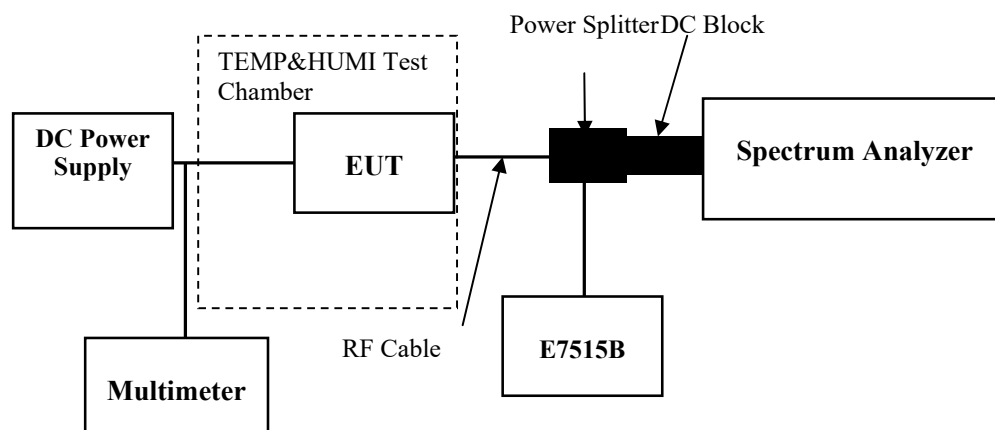 Power Splitter DC Block
TEMP&HUMI Test
Chamber
DC Power
Supply
EUT
Spectrum Analyzer
RF Cable
E7515B
Multimeter